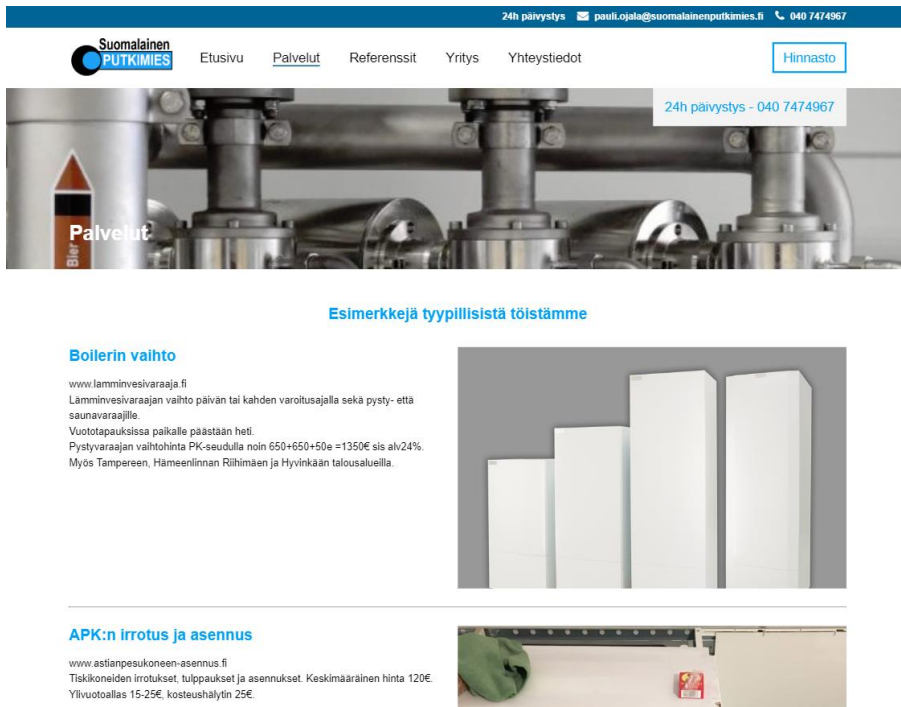 24h päivystys pauli.ojala@suomalainenputkimies.fi 040 7474967
Suomalainen
PUTKIMIES
Etusivu Palvelut Referenssit Yritys Yhteystiedot Hinnasto
24h päivystys - 040 7474967
Palvelut
Bier
Esimerkkejä tyypillisistä töistämme
Boilerin vaihto
www.lamminvesivaraaja.fi
Lämminvesivaraajan vaihto päivän tai kahden varoitusajalla sekä pysty- että
saunavaraajille.
Vuototapauksissa paikalle päästään heti.
Pystyvaraajan vaihtohinta PK-seudulla noin 650+650+50e =1350€ sis alv24%.
Myös Tampereen, Hämeenlinnan Riihimäen ja Hyvinkään talousalueilla.
APK:n irrotus ja asennus
www.astianpesukoneen-asennus.fi
Tiskikoneiden irrotukset, tulppaukset ja asennukset. Keskimääräinen hinta 120€.
Ylivuotoallas 15-25€, kosteushälytin 25€.